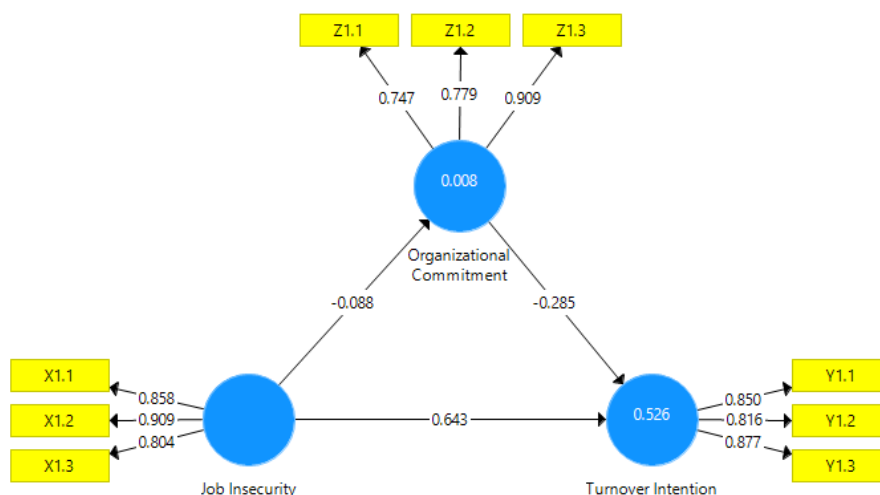 Z1.1 Z1.2 Z1.3
0.747 0.779 0.909
0.008
Organizational
Commitment
-0.088 -0.285
X1.1 0.858
X1.2 0.909
X1.3 0.804
0.643
0.526
0.850 Y1.1
0.816 Y1.2
0.877 Y1.3
Job Insecurity
Turnover Intention